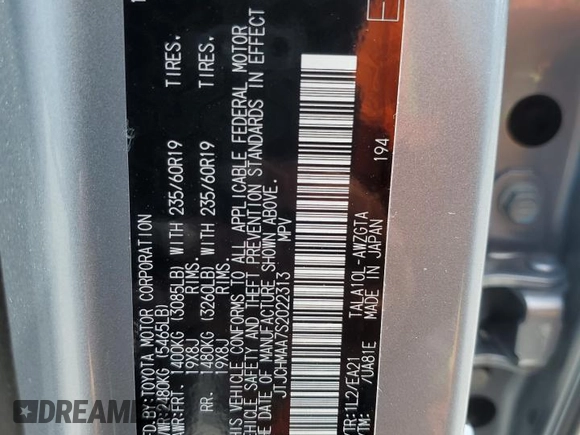 MFD.BY:TOYOTA MOTOR CORPORATION
2480KG (5465LB)
1400KG (3085LB) WITH 235/60R19 TIRES.
19X8J RIMS.
RR. 1480KG (3260LB) WITH 235/60R19 TIRES.
19X8J RIMS.
THIS VEHICLE CONFORMS TO ALL APPLICABLE FEDERAL MOTOR
VEHICLE SAFETY AND THEFT PREVENTION STANDARDS IN EFFECT
ON THE DATE OF MANUFACTURE SHOWN ABOVE.
JTJCHMAA7S2022313 MPV
TR:1L2/EA21 TALA10L-AWZGTA 194
TM: /UA81E MADE IN JAPAN
DREAMBID